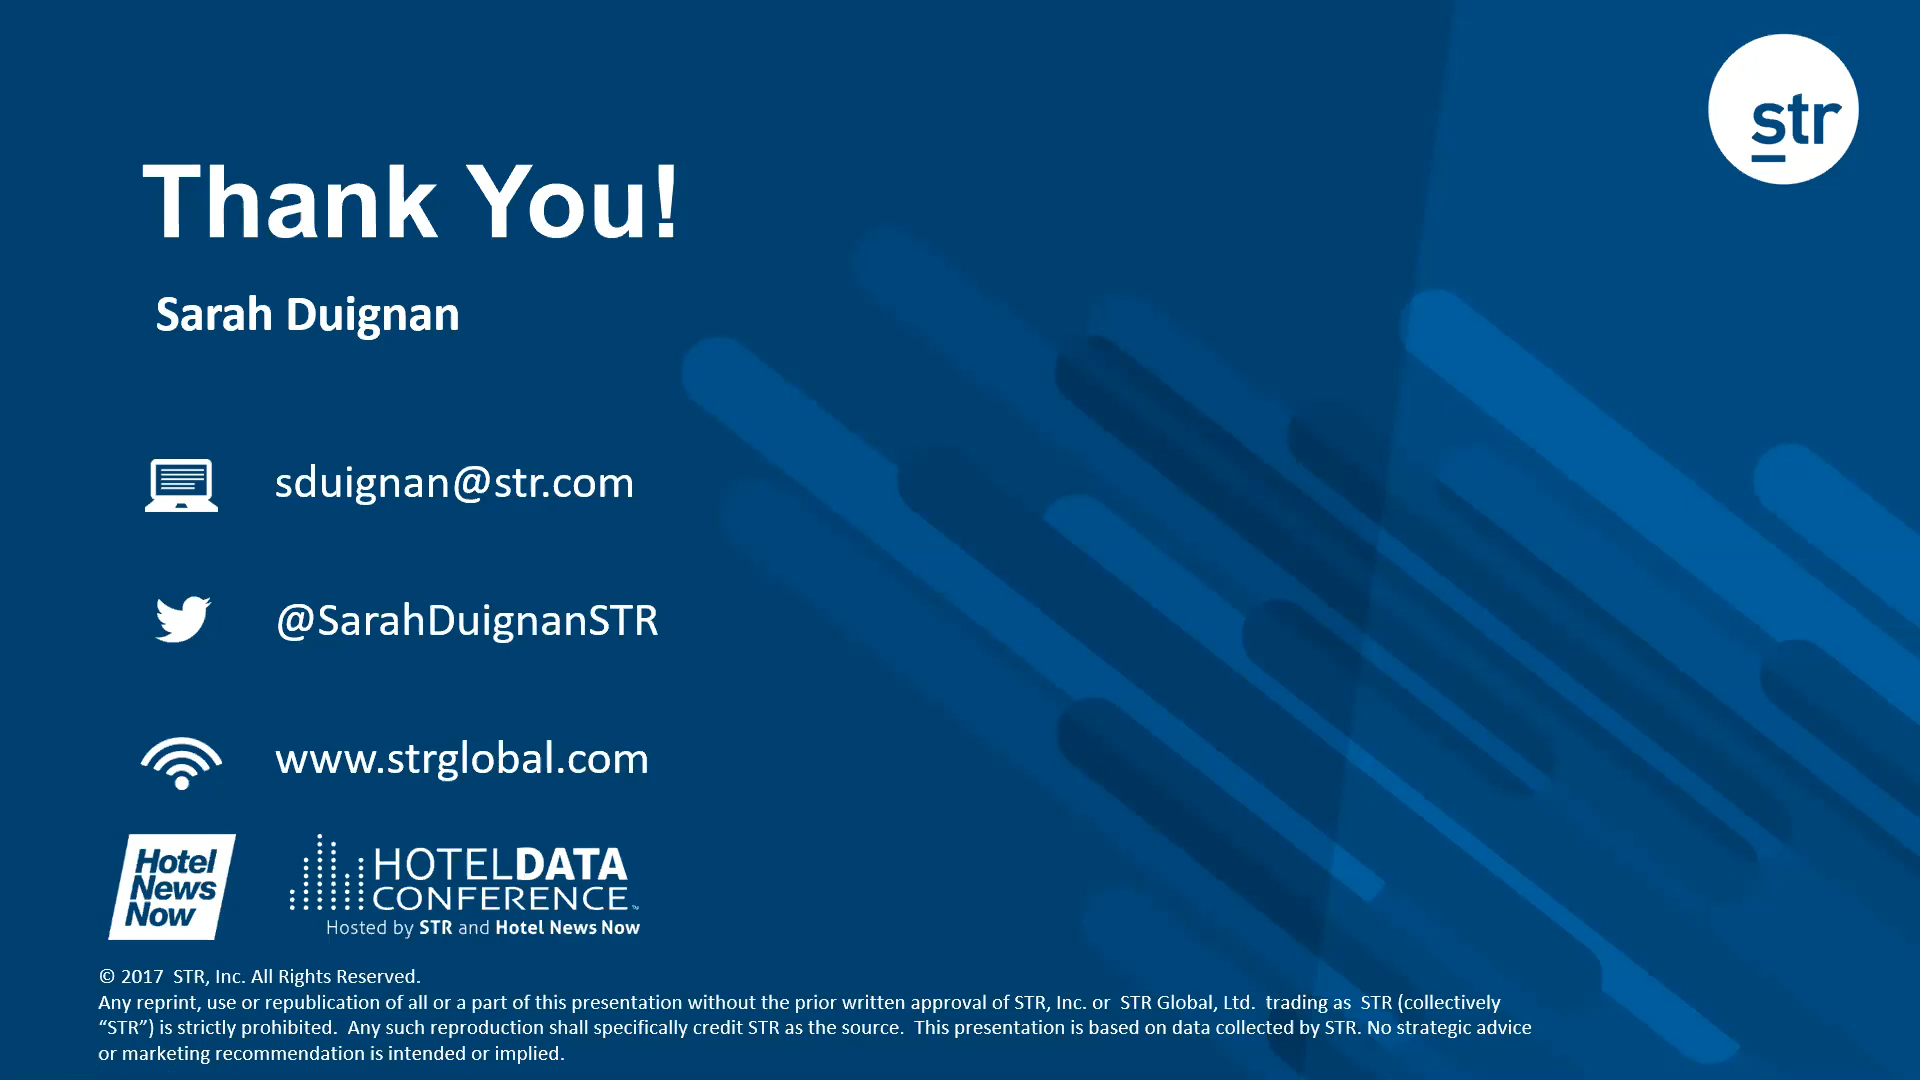 str
Thank You!
Sarah Duignan
sduignan@str.com
@SarahDuignanSTR
www.strglobal.com
Hotel
News
Now
HOTELDATA
CONFERENCE™
Hosted by STR and Hotel News Now
© 2017  STR, Inc. All Rights Reserved.
Any reprint, use or republication of all or a part of this presentation without the prior written approval of STR, Inc. or  STR Global, Ltd.  trading as  STR (collectively
“STR”) is strictly prohibited.  Any such reproduction shall specifically credit STR as the source.  This presentation is based on data collected by STR. No strategic advice
or marketing recommendation is intended or implied.